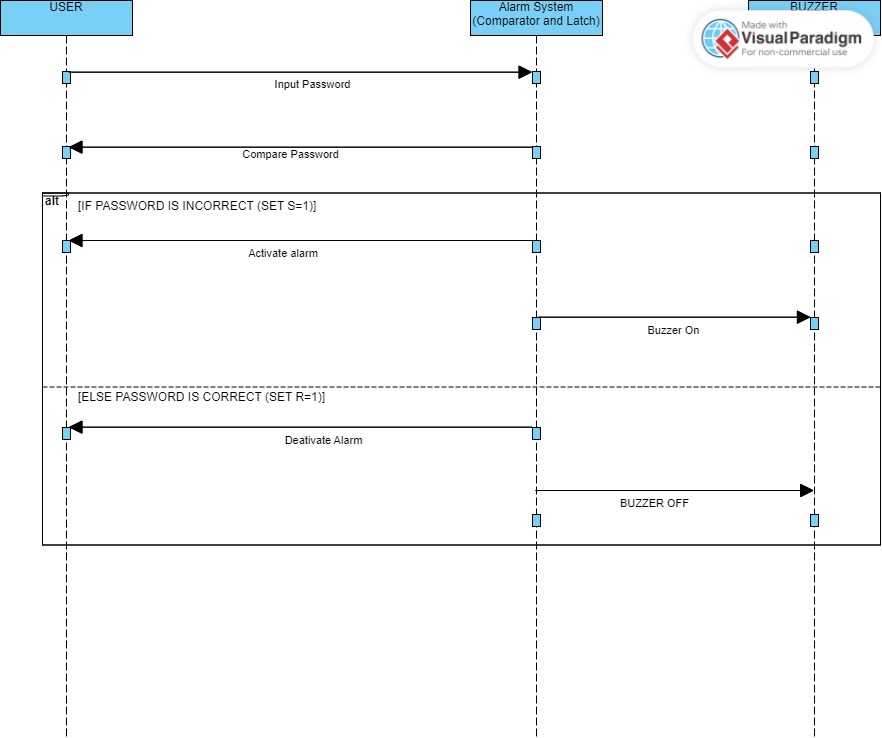 USER
Alarm System
(Comparator and Latch)
BUZZER
Made with
VisualParadigm
For non-commercial use
Input Password
Compare Password
alt
[IF PASSWORD IS INCORRECT (SET S=1)]
Activate alarm
Buzzer On
[ELSE PASSWORD IS CORRECT (SET R=1)]
Deativate Alarm
BUZZER OFF